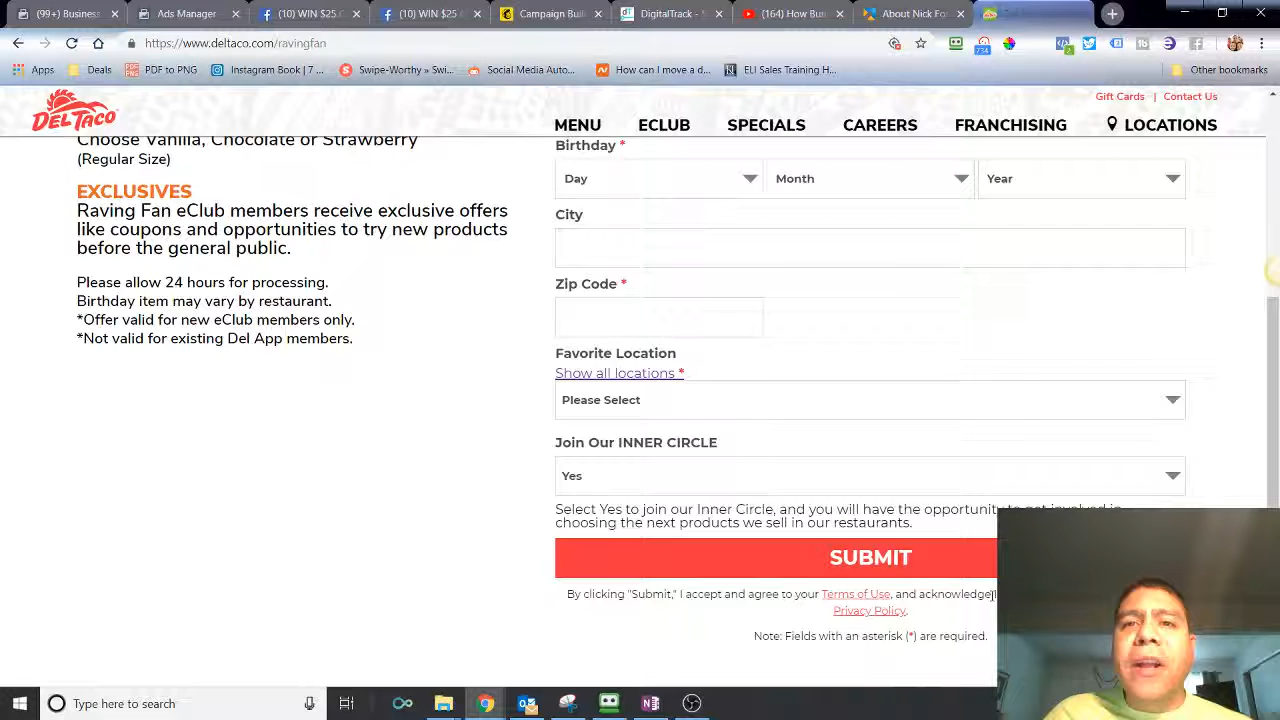 (99+) Business
Ads Manager
(10) WIN $25
(10) WIN $25
Campaign Buil
DigitalTrack - S
(164) How Bus
About Nick For
https://www.deltaco.com/ravingfan
Apps
Deals
PDF to PNG
Instagram Book | 7 ...
Swipe-Worthy » Swi...
Social Media Auto...
How can I move a d...
ELI Sales Training H...
Other bookmarks
Gift Cards | Contact Us
DEL TACO
MENU
ECLUB
SPECIALS
CAREERS
FRANCHISING
LOCATIONS
Choose Vanilla, Chocolate or Strawberry
(Regular Size)
EXCLUSIVES
Raving Fan eClub members receive exclusive offers
like coupons and opportunities to try new products
before the general public.
Please allow 24 hours for processing.
Birthday item may vary by restaurant.
*Offer valid for new eClub members only.
*Not valid for existing Del App members.
Birthday *
Day
Month
Year
City
Zip Code *
Favorite Location
Show all locations *
Please Select
Join Our INNER CIRCLE
Yes
Select Yes to join our Inner Circle, and you will have the opportunity to get involved in
choosing the next products we sell in our restaurants.
SUBMIT
By clicking "Submit," I accept and agree to your Terms of Use, and acknowledge
Privacy Policy.
Note: Fields with an asterisk (*) are required.
Type here to search